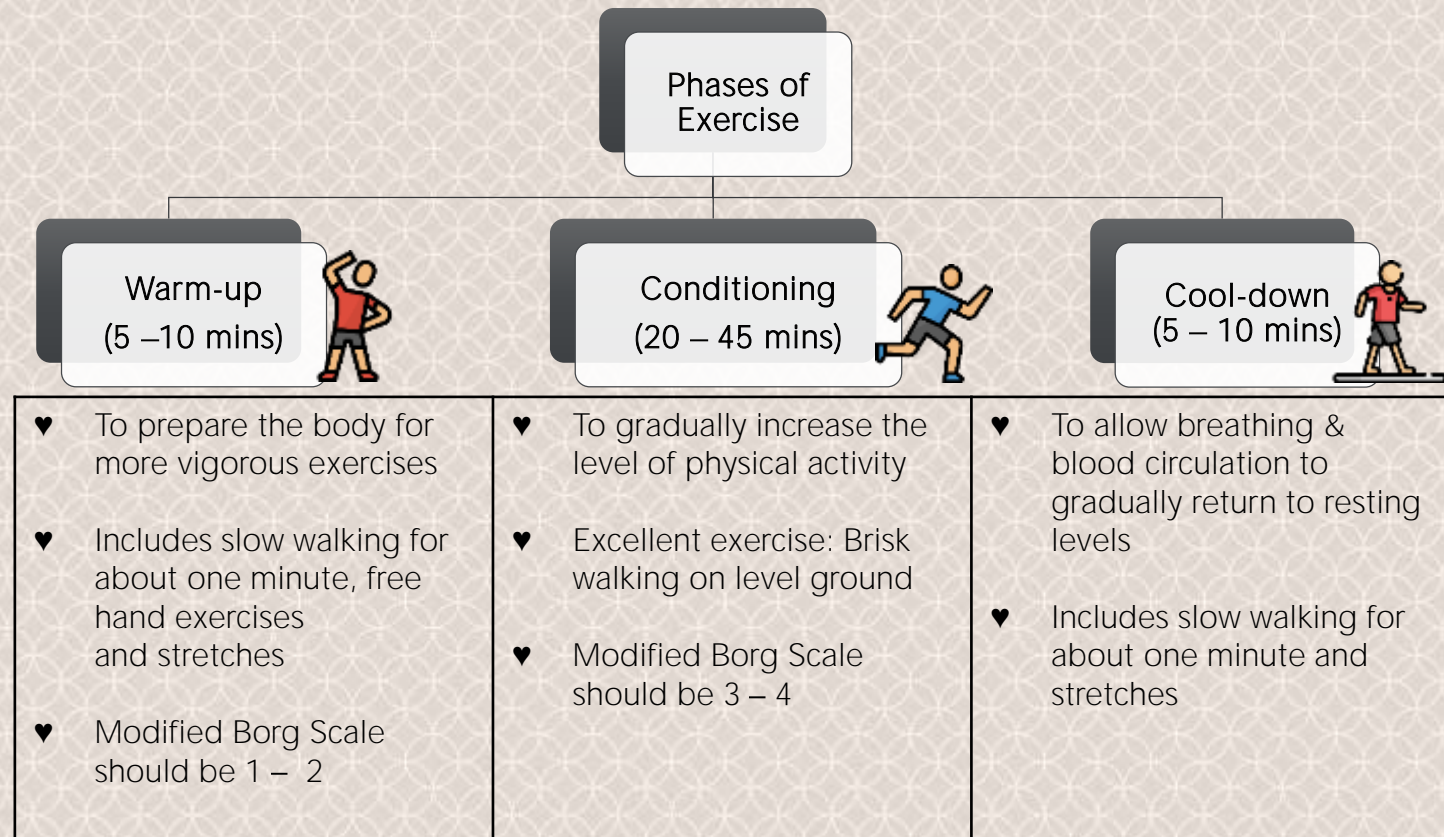 Phases of
Exercise
Warm-up
(5 –10 mins)
Conditioning
(20 – 45 mins)
Cool-down
(5 – 10 mins)
♥ To prepare the body for
more vigorous exercises
♥ Includes slow walking for
about one minute, free
hand exercises
and stretches
♥ Modified Borg Scale
should be 1 – 2
♥ To gradually increase the
level of physical activity
♥ Excellent exercise: Brisk
walking on level ground
♥ Modified Borg Scale
should be 3 – 4
♥ To allow breathing &
blood circulation to
gradually return to resting
levels
♥ Includes slow walking for
about one minute and
stretches